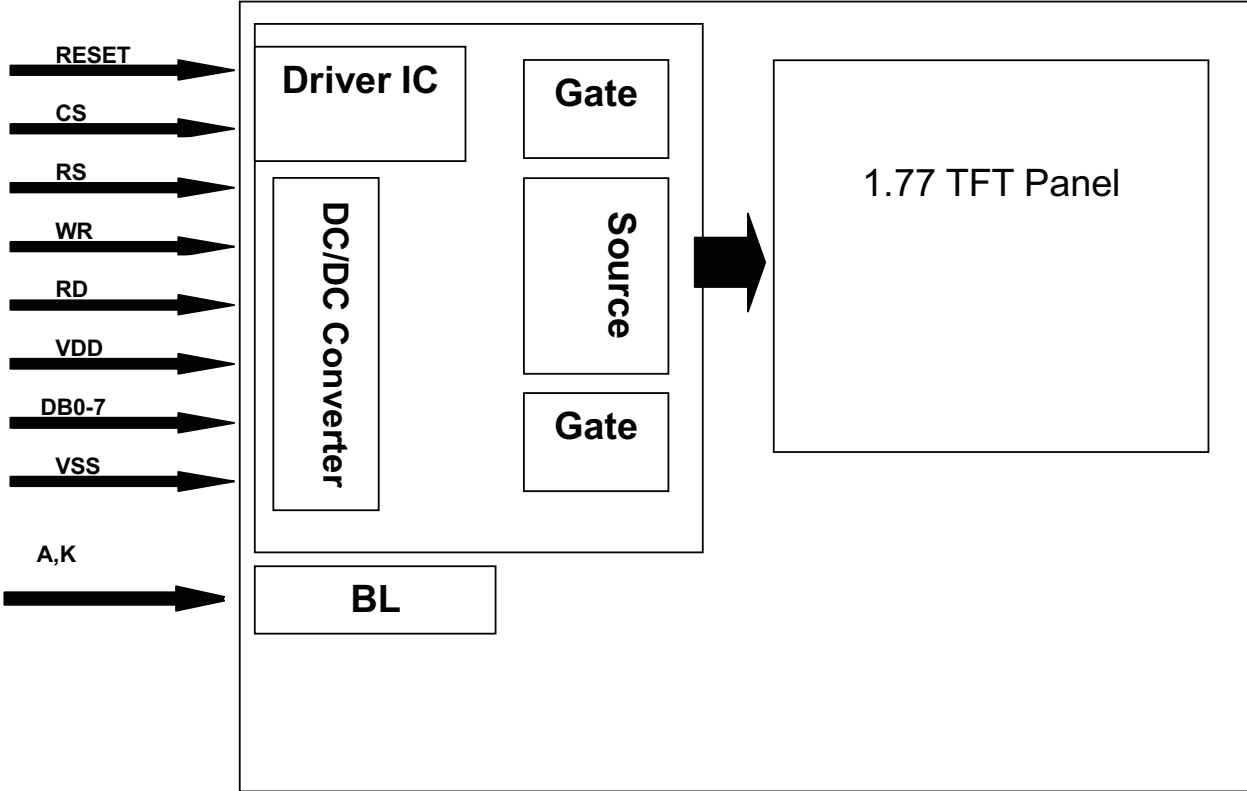 RESET
CS
RS
WR
RD
VDD
DB0-7
VSS
A,K
Driver IC
DC/DC Converter
Gate
Source
Gate
BL
1.77 TFT Panel